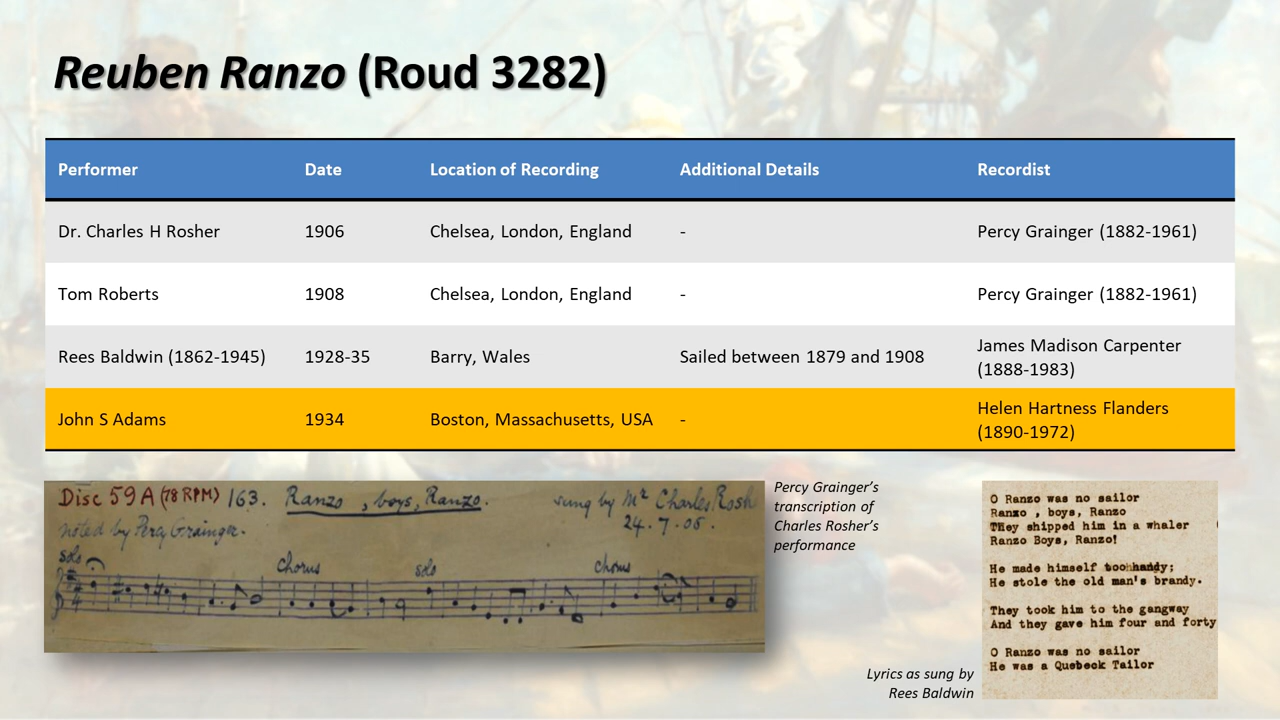 Reuben Ranzo (Roud 3282)
Performer Date Location of Recording Additional Details Recordist
Dr. Charles H Rosher 1906 Chelsea, London, England - Percy Grainger (1882-1961)
Tom Roberts 1908 Chelsea, London, England - Percy Grainger (1882-1961)
Rees Baldwin (1862-1945) 1928-35 Barry, Wales Sailed between 1879 and 1908 James Madison Carpenter
(1888-1983)
John S Adams 1934 Boston, Massachusetts, USA - Helen Hartness Flanders
(1890-1972)
Disc 59A (78 RPM) 163. Ranzo, boys, Ranzo. sung by Mr Charles Rosh
noted by Percy Grainger. 24.7.06.
solo chorus solo chorus
Percy Grainger's
transcription of
Charles Rosher's
performance
O Ranzo was no sailor
Ranzo , boys, Ranzo
They shipped him in a whaler
Ranzo Boys, Ranzo!
He made himself too handy;
He stole the old man's brandy.
They took him to the gangway
And they gave him four and forty
O Ranzo was no sailor
He was a Quebeck Tailor
Lyrics as sung by
Rees Baldwin